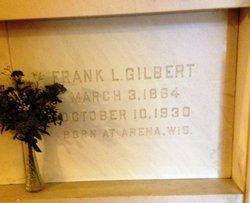 FRANK L. GILBERT
MARCH 3, 1864
OCTOBER 10, 1930
BORN AT ARENA, WIS.